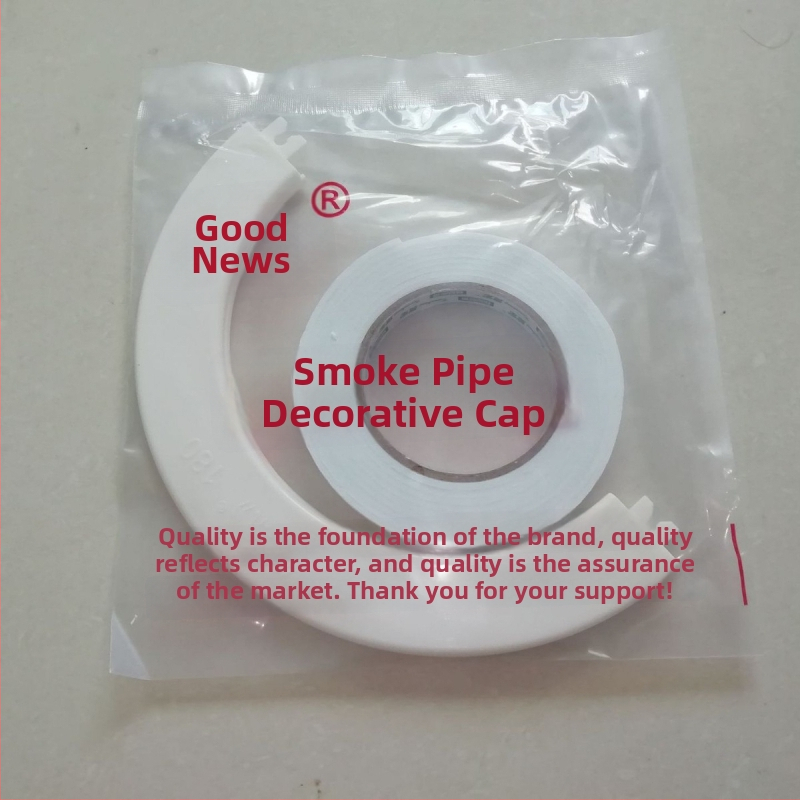 ®
Good
News
Smoke Pipe
Decorative Cap
180
Quality is the foundation of the brand, quality
reflects character, and quality is the assurance
of the market. Thank you for your support!